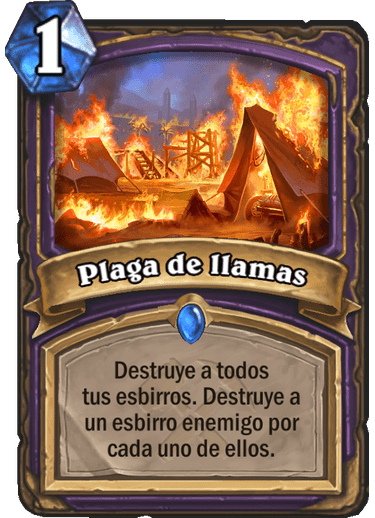 1
Plaga de llamas
Destruye a todos
tus esbirros. Destruye a
un esbirro enemigo por
cada uno de ellos.